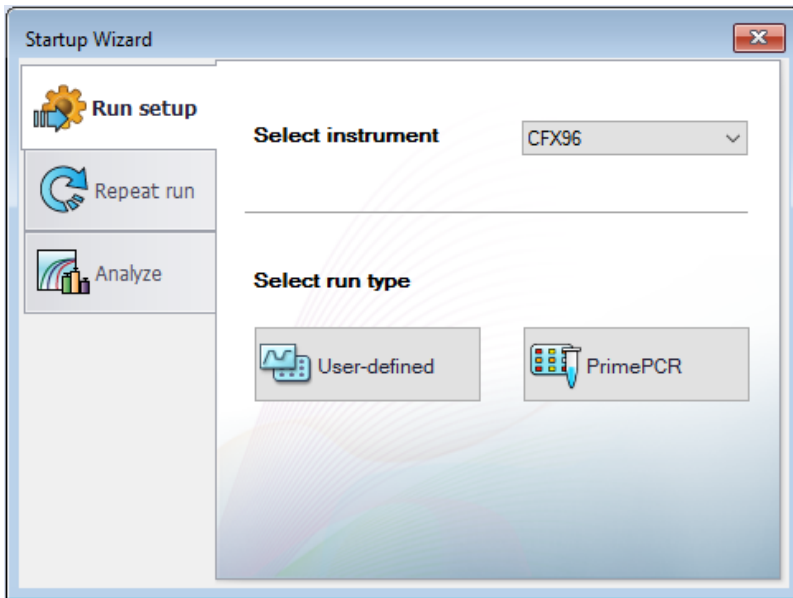 Startup Wizard
Run setup
Repeat run
Analyze
Select instrument
CFX96
Select run type
User-defined
PrimePCR